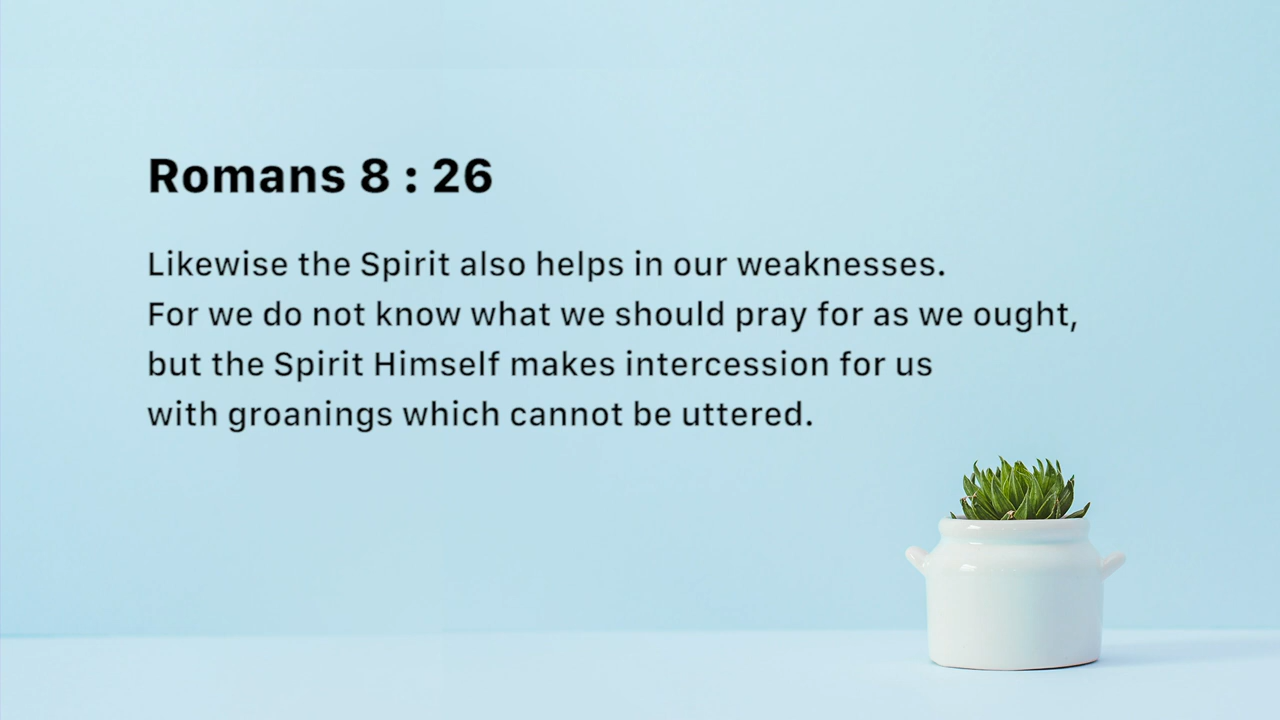 Romans 8 : 26
Likewise the Spirit also helps in our weaknesses.
For we do not know what we should pray for as we ought,
but the Spirit Himself makes intercession for us
with groanings which cannot be uttered.